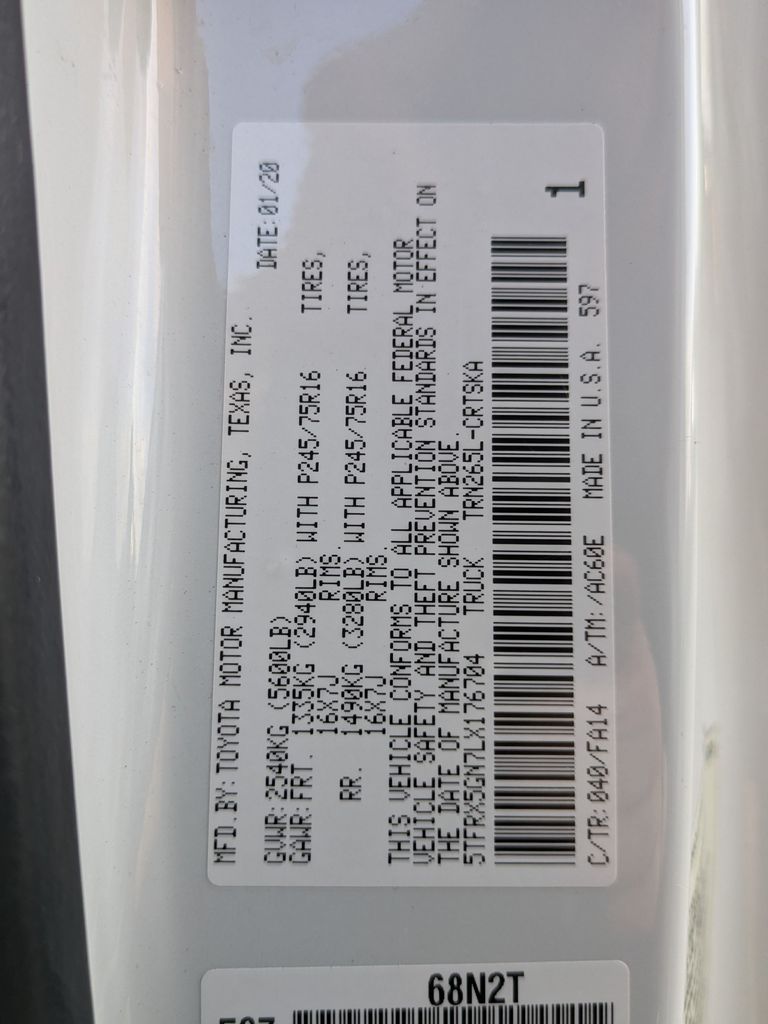 MFD.BY: TOYOTA MOTOR MANUFACTURING, TEXAS, INC.
DATE: 01/20
GVWR: 2540KG (5600LB)
GAWR: FRT. 1335KG (2940LB) WITH P245/75R16 TIRES,
16X7J RIMS.
RR. 1490KG (3280LB) WITH P245/75R16 TIRES,
16X7J RIMS.
THIS VEHICLE CONFORMS TO ALL APPLICABLE FEDERAL MOTOR
VEHICLE SAFETY AND THEFT PREVENTION STANDARDS IN EFFECT ON
THE DATE OF MANUFACTURE SHOWN ABOVE.
5TFRX5GN7LX176704 TRUCK TRN265L-CRTSKA
1
C/TR: 040/FA14 A/TM: /AC60E MADE IN U.S.A. 597
68N2T